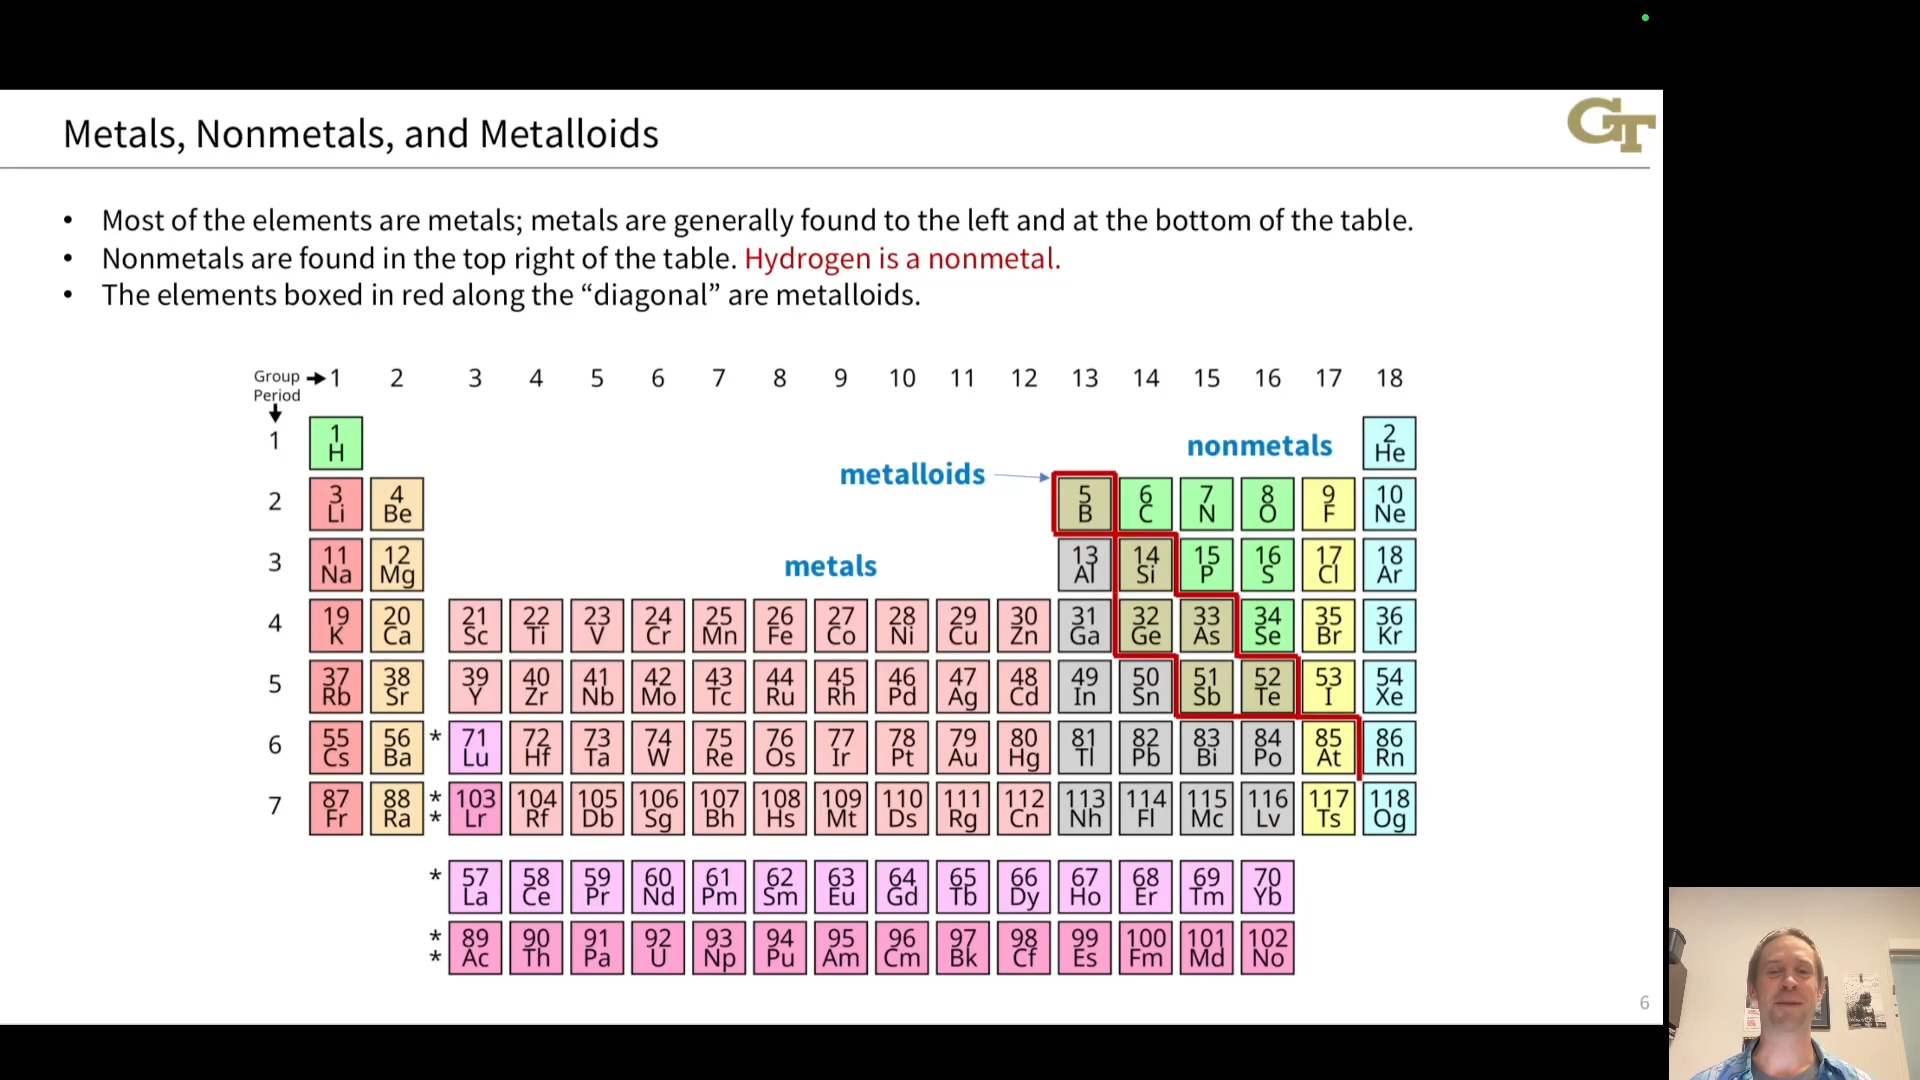 GT
Metals, Nonmetals, and Metalloids
• Most of the elements are metals; metals are generally found to the left and at the bottom of the table.
• Nonmetals are found in the top right of the table. Hydrogen is a nonmetal.
• The elements boxed in red along the “diagonal” are metalloids.
Group → 1 2 3 4 5 6 7 8 9 10 11 12 13 14 15 16 17 18
Period
1 1 H nonmetals 2 He
metalloids
2 3 Li 4 Be 5 B 6 C 7 N 8 O 9 F 10 Ne
3 11 Na 12 Mg metals 13 Al 14 Si 15 P 16 S 17 Cl 18 Ar
4 19 K 20 Ca 21 Sc 22 Ti 23 V 24 Cr 25 Mn 26 Fe 27 Co 28 Ni 29 Cu 30 Zn 31 Ga 32 Ge 33 As 34 Se 35 Br 36 Kr
5 37 Rb 38 Sr 39 Y 40 Zr 41 Nb 42 Mo 43 Tc 44 Ru 45 Rh 46 Pd 47 Ag 48 Cd 49 In 50 Sn 51 Sb 52 Te 53 I 54 Xe
6 55 Cs 56 Ba * 71 Lu 72 Hf 73 Ta 74 W 75 Re 76 Os 77 Ir 78 Pt 79 Au 80 Hg 81 Tl 82 Pb 83 Bi 84 Po 85 At 86 Rn
7 87 Fr 88 Ra ** 103 Lr 104 Rf 105 Db 106 Sg 107 Bh 108 Hs 109 Mt 110 Ds 111 Rg 112 Cn 113 Nh 114 Fl 115 Mc 116 Lv 117 Ts 118 Og
* 57 La 58 Ce 59 Pr 60 Nd 61 Pm 62 Sm 63 Eu 64 Gd 65 Tb 66 Dy 67 Ho 68 Er 69 Tm 70 Yb
** 89 Ac 90 Th 91 Pa 92 U 93 Np 94 Pu 95 Am 96 Cm 97 Bk 98 Cf 99 Es 100 Fm 101 Md 102 No
6